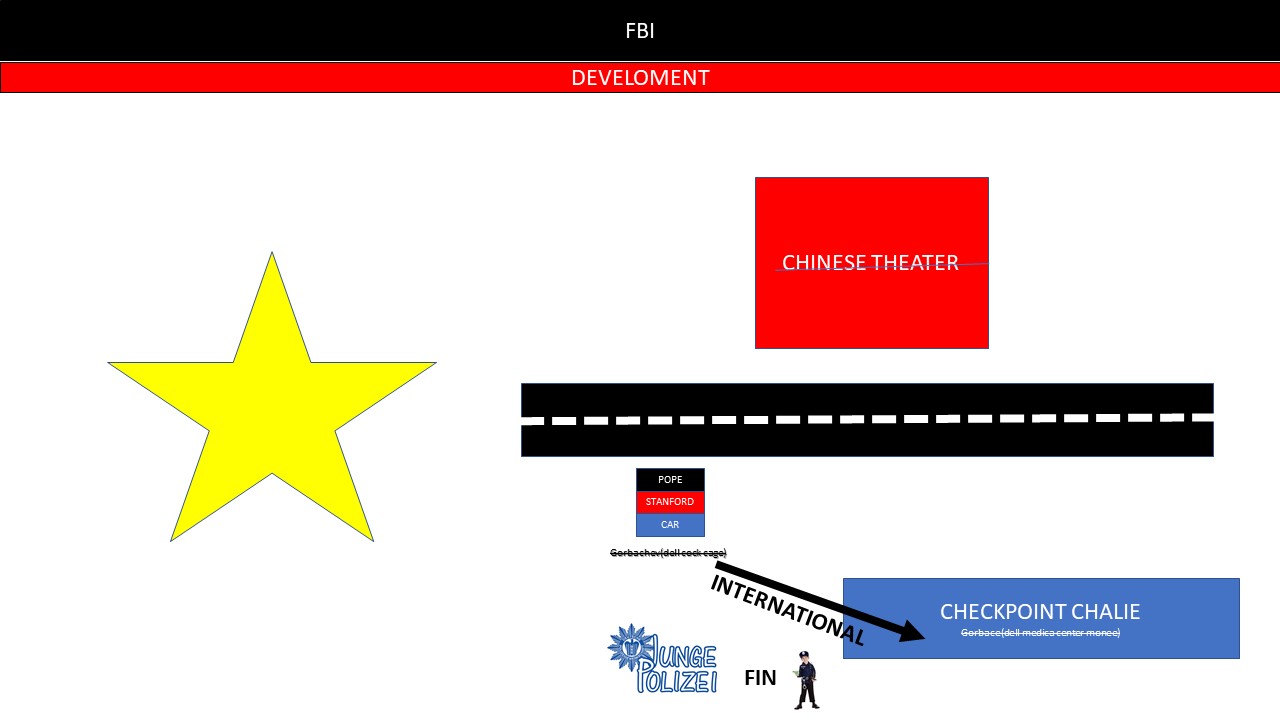 FBI
DEVELOMENT
CHINESE THEATER
POPE
STANFORD
CAR
Gorbachev(dell cock cage)
INTERNATIONAL
CHECKPOINT CHALIE
Gorbace(dell medica center monee)
JUNGE
POLIZEI
FIN